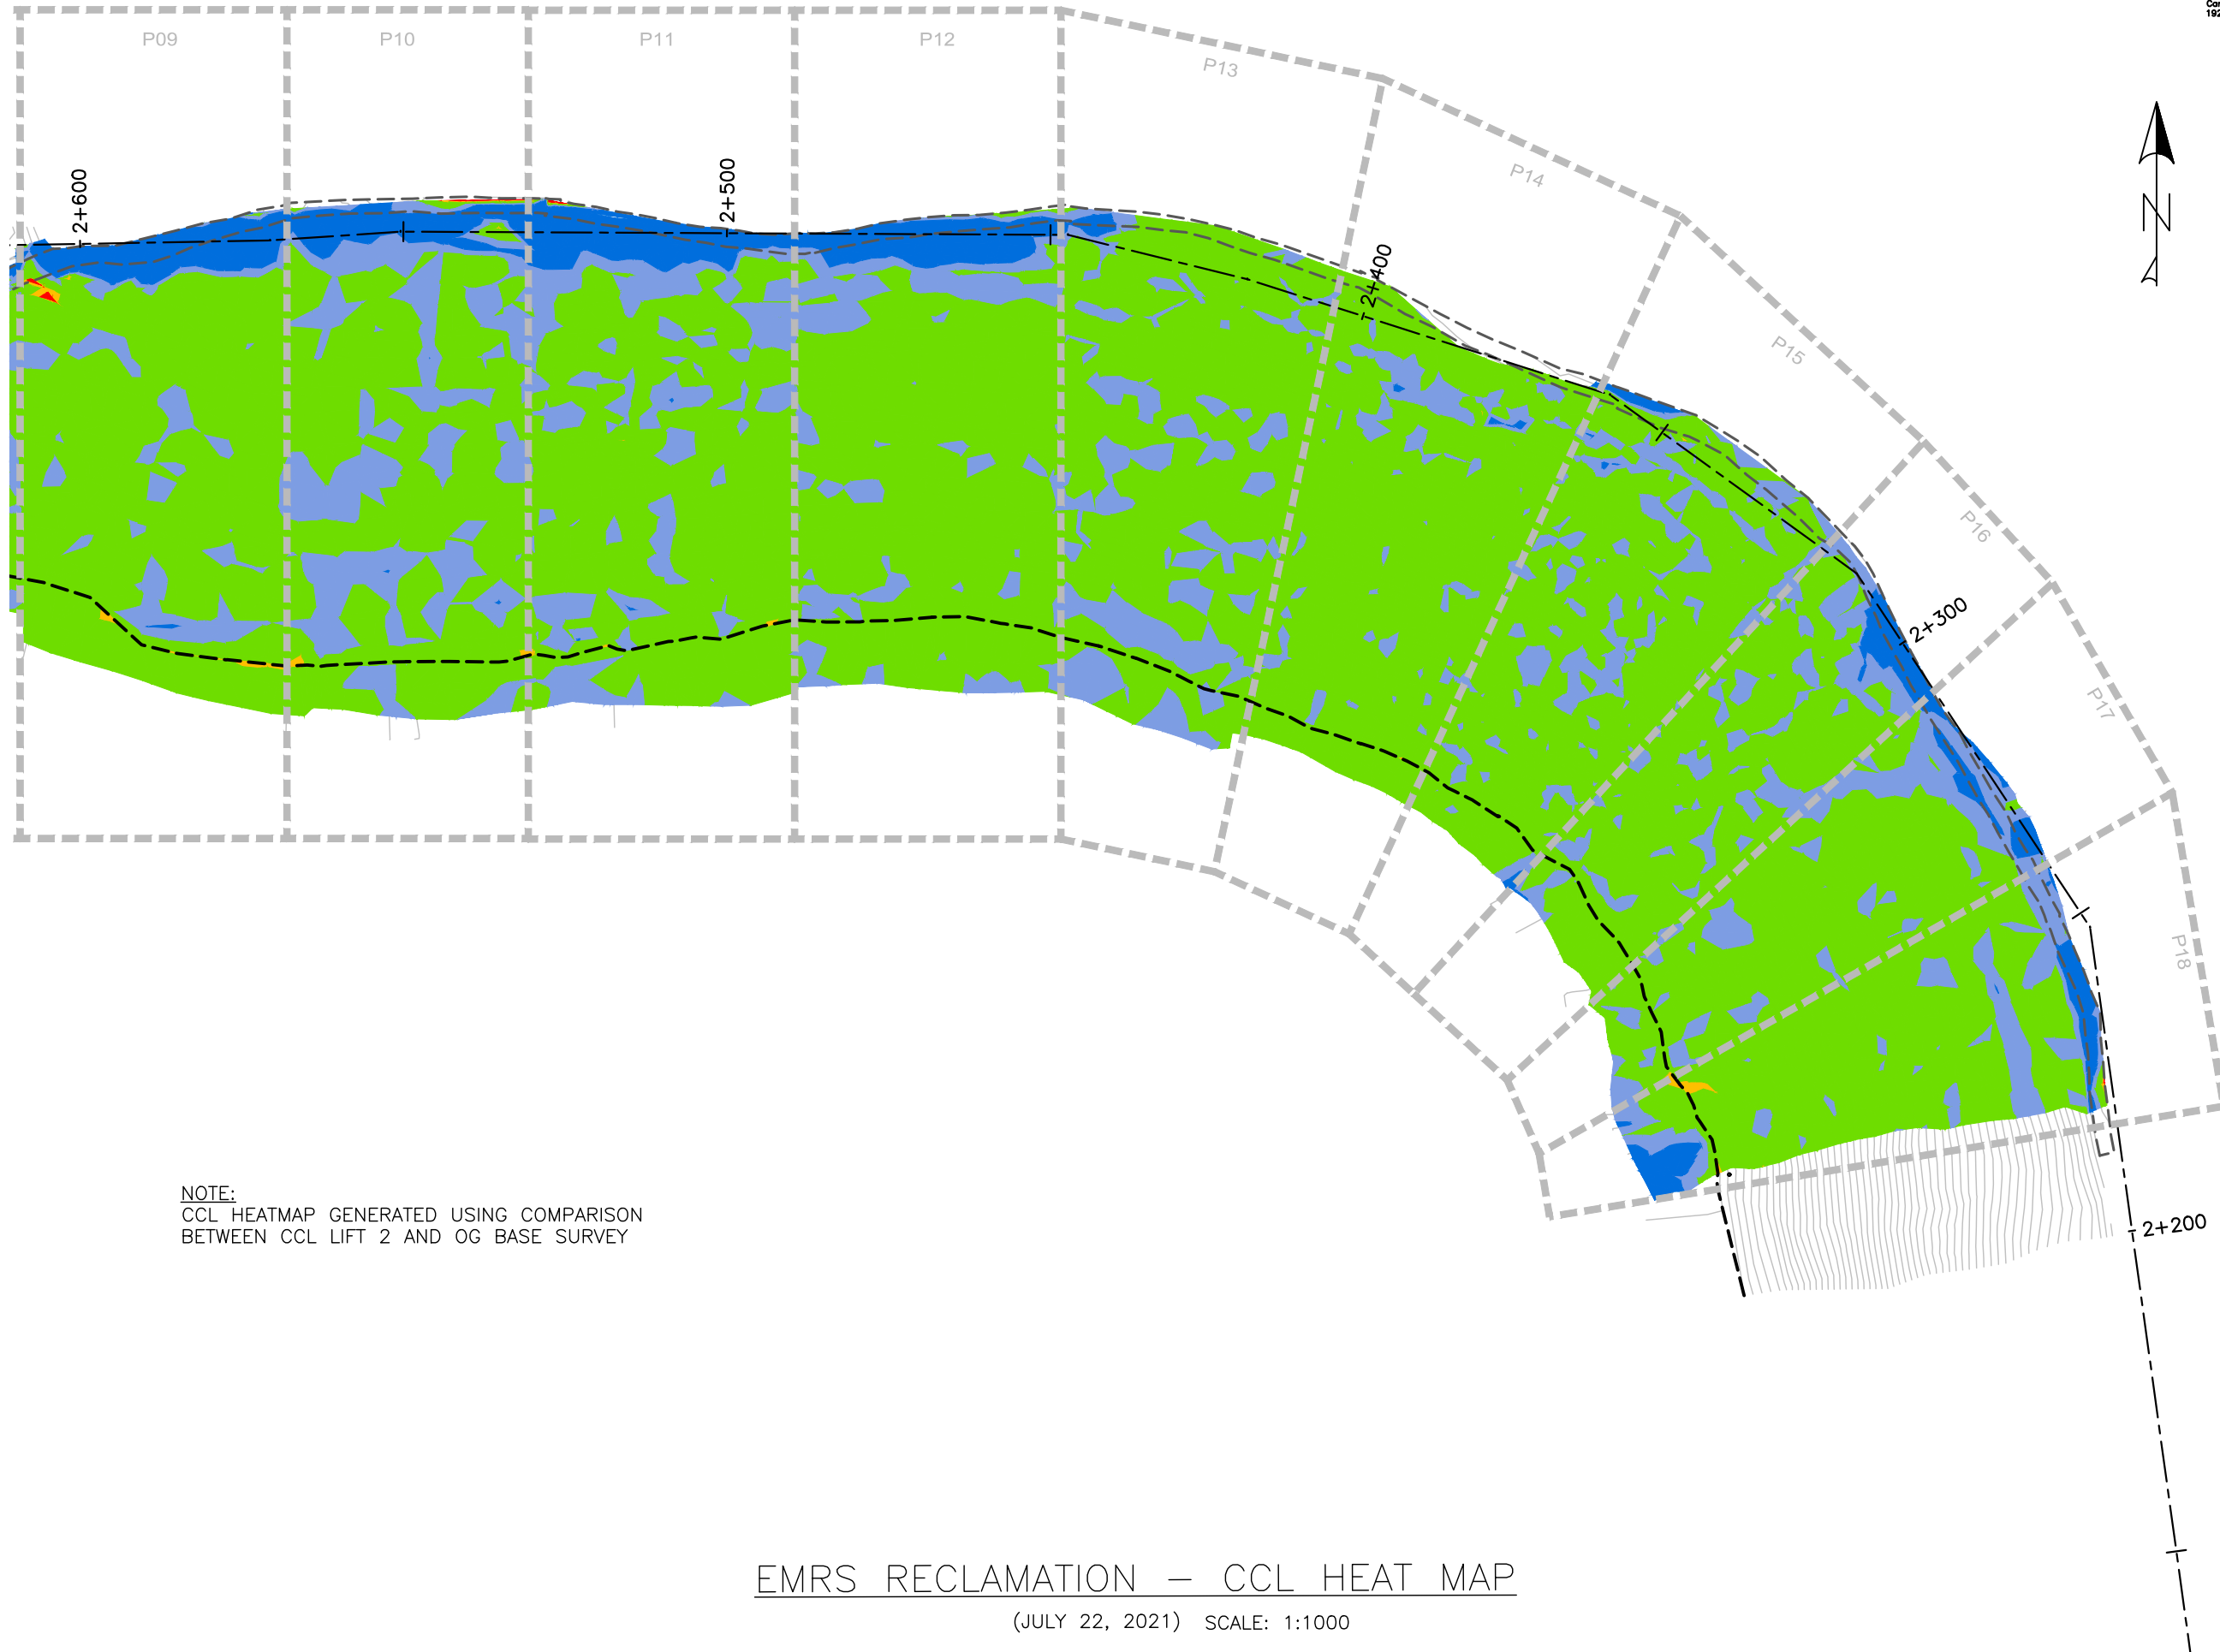 P09
P10
P11
P12
P13
P14
P15
P16
P17
P18
2+600
2+500
2+400
2+300
2+200
N
NOTE:
CCL HEATMAP GENERATED USING COMPARISON
BETWEEN CCL LIFT 2 AND OG BASE SURVEY
EMRS RECLAMATION – CCL HEAT MAP
(JULY 22, 2021) SCALE: 1:1000